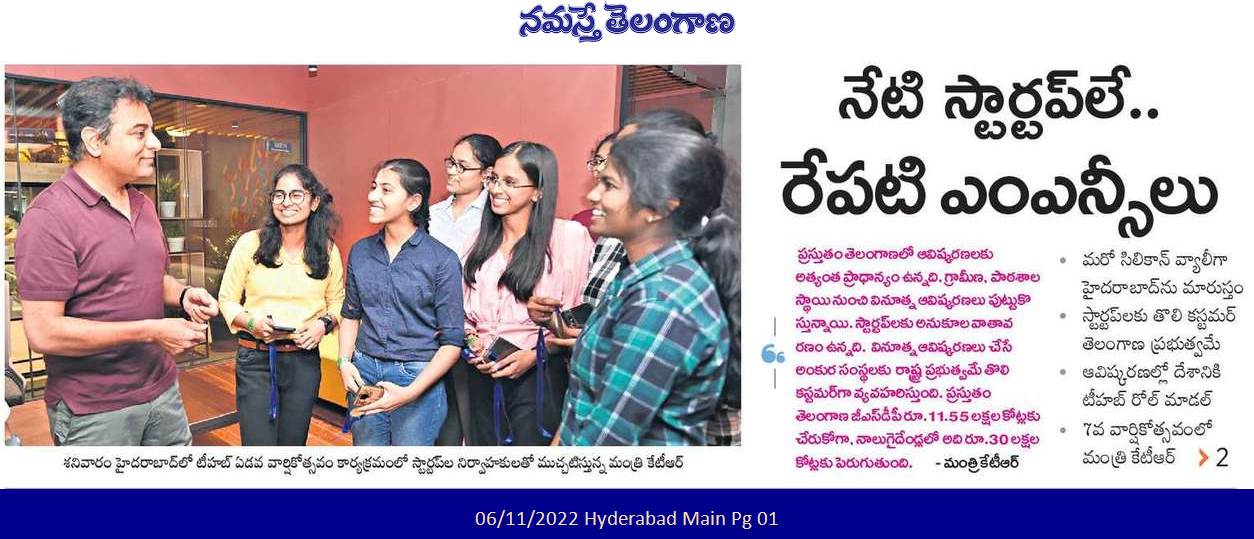 నమస్తే తెలంగాణ
నేటి స్టార్టప్‌లే..
రేపటి ఎంఎన్సీలు
ప్రస్తుతం తెలంగాణలో ఆవిష్కరణలకు
అత్యంత ప్రాధాన్యం ఉన్నది. గ్రామీణ, పాఠశాల
స్థాయి నుంచి వినూత్న ఆవిష్కరణలు పుట్టుకొ
స్తున్నాయి. స్టార్టప్‌లకు అనుకూల వాతావ
రణం ఉన్నది. వినూత్న ఆవిష్కరణలు చేసే
అంకుర సంస్థలకు రాష్ట్ర ప్రభుత్వమే తొలి
కస్టమర్‌గా వ్యవహరిస్తుంది. ప్రస్తుతం
తెలంగాణ జీఎస్‌డీపీ రూ.11.55 లక్షల కోట్లకు
చేరుకోగా, నాలుగైదేండ్లలో అది రూ.30 లక్షల
కోట్లకు పెరుగుతుంది. - మంత్రి కేటీఆర్
• మరో సిలికాన్ వ్యాలీగా
హైదరాబాద్‌ను మారుస్తం
• స్టార్టప్‌లకు తొలి కస్టమర్
తెలంగాణ ప్రభుత్వమే
• ఆవిష్కరణల్లో దేశానికి
టీహబ్ రోల్ మాడల్
• 7వ వార్షికోత్సవంలో
మంత్రి కేటీఆర్ > 2
శనివారం హైదరాబాద్‌లో టీహబ్ ఏడవ వార్షికోత్సవం కార్యక్రమంలో స్టార్టప్‌ల నిర్వాహకులతో ముచ్చటిస్తున్న మంత్రి కేటీఆర్
06/11/2022 Hyderabad Main Pg 01